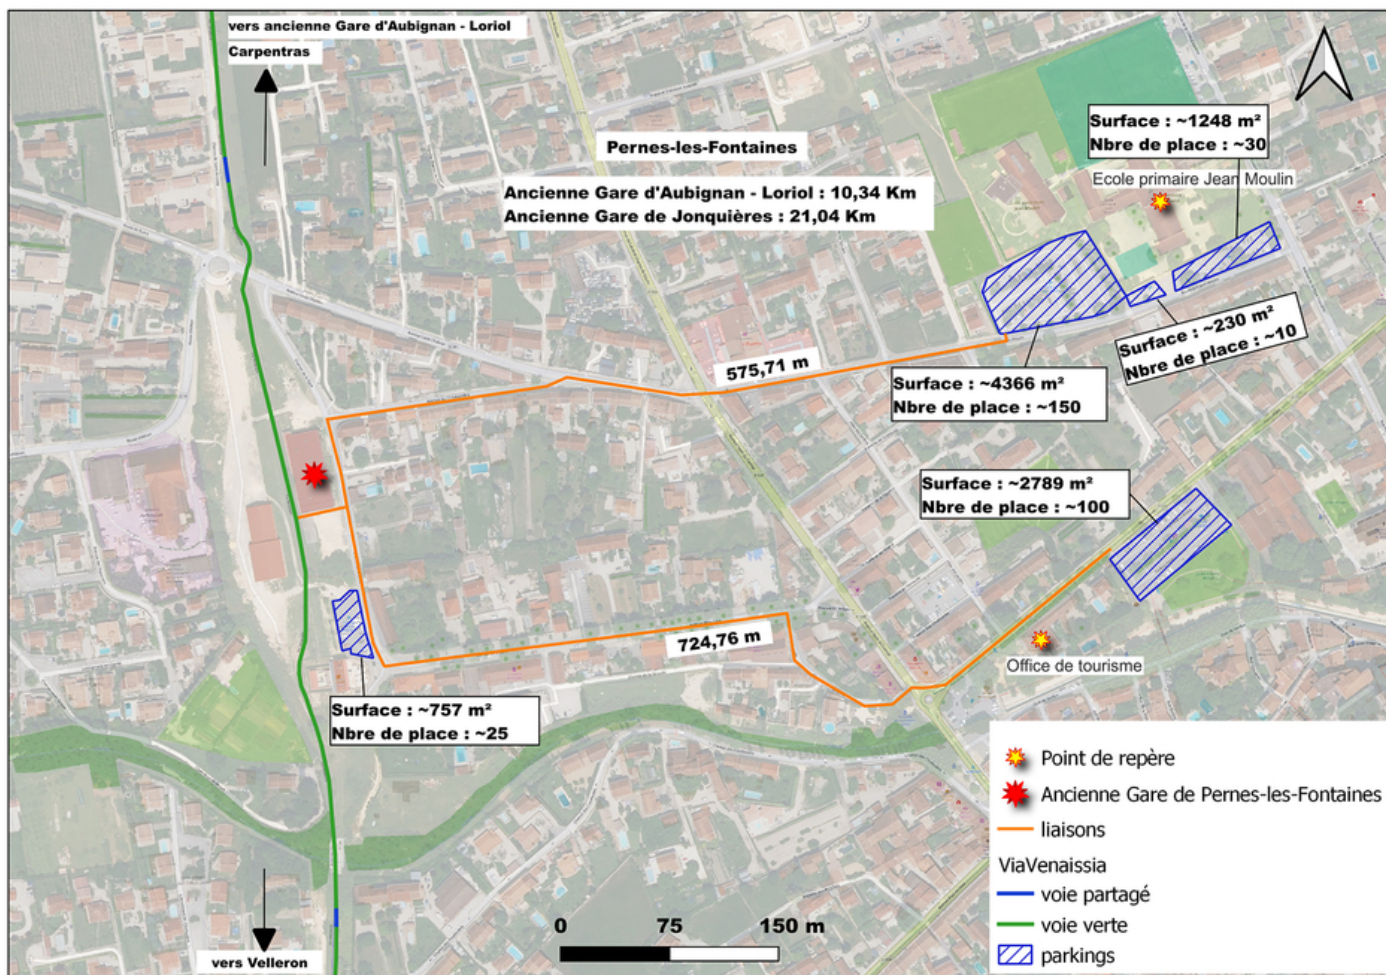 vers ancienne Gare d'Aubignan - Loriol
Carpentras
Pernes-les-Fontaines
Ancienne Gare d'Aubignan - Loriol : 10,34 Km
Ancienne Gare de Jonquières : 21,04 Km
Surface : ~1248 m²
Nbre de place : ~30
Ecole primaire Jean Moulin
Surface : ~230 m²
Nbre de place : ~10
575,71 m
Surface : ~4366 m²
Nbre de place : ~150
Surface : ~2789 m²
Nbre de place : ~100
724,76 m
Office de tourisme
Surface : ~757 m²
Nbre de place : ~25
Point de repère
Ancienne Gare de Pernes-les-Fontaines
liaisons
ViaVenaissia
voie partagé
voie verte
parkings
0 75 150 m
vers Velleron